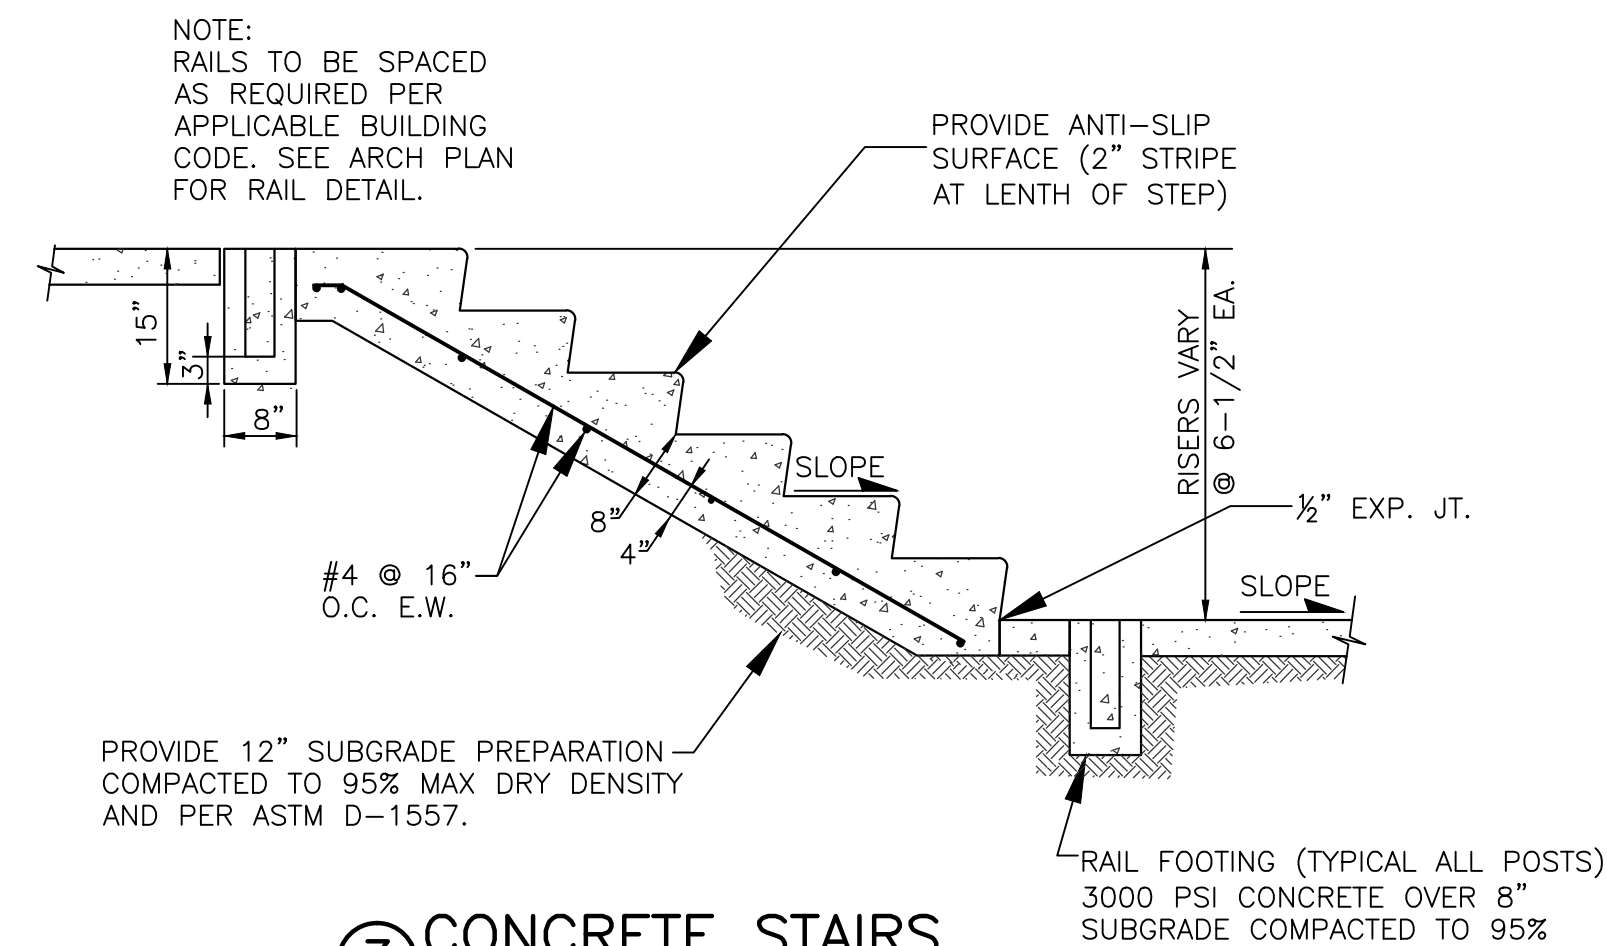 NOTE:
RAILS TO BE SPACED
AS REQUIRED PER
APPLICABLE BUILDING
CODE. SEE ARCH PLAN
FOR RAIL DETAIL.
PROVIDE ANTI-SLIP
SURFACE (2" STRIPE
AT LENTH OF STEP)
15"
3"
8"
RISERS VARY
@ 6-1/2" EA.
SLOPE
8"
4"
½" EXP. JT.
#4 @ 16"
O.C. E.W.
SLOPE
PROVIDE 12" SUBGRADE PREPARATION
COMPACTED TO 95% MAX DRY DENSITY
AND PER ASTM D-1557.
RAIL FOOTING (TYPICAL ALL POSTS)
3000 PSI CONCRETE OVER 8"
SUBGRADE COMPACTED TO 95%
CONCRETE STAIRS